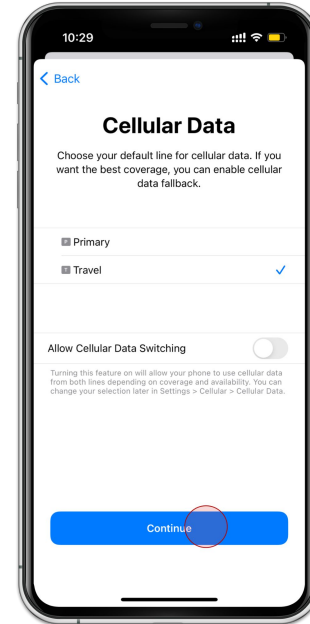 10:29
Back
Cellular Data
Choose your default line for cellular data. If you
want the best coverage, you can enable cellular
data fallback.
P Primary
T Travel
Allow Cellular Data Switching
Turning this feature on will allow your phone to use cellular data
from both lines depending on coverage and availability. You can
change your selection later in Settings > Cellular > Cellular Data.
Continue